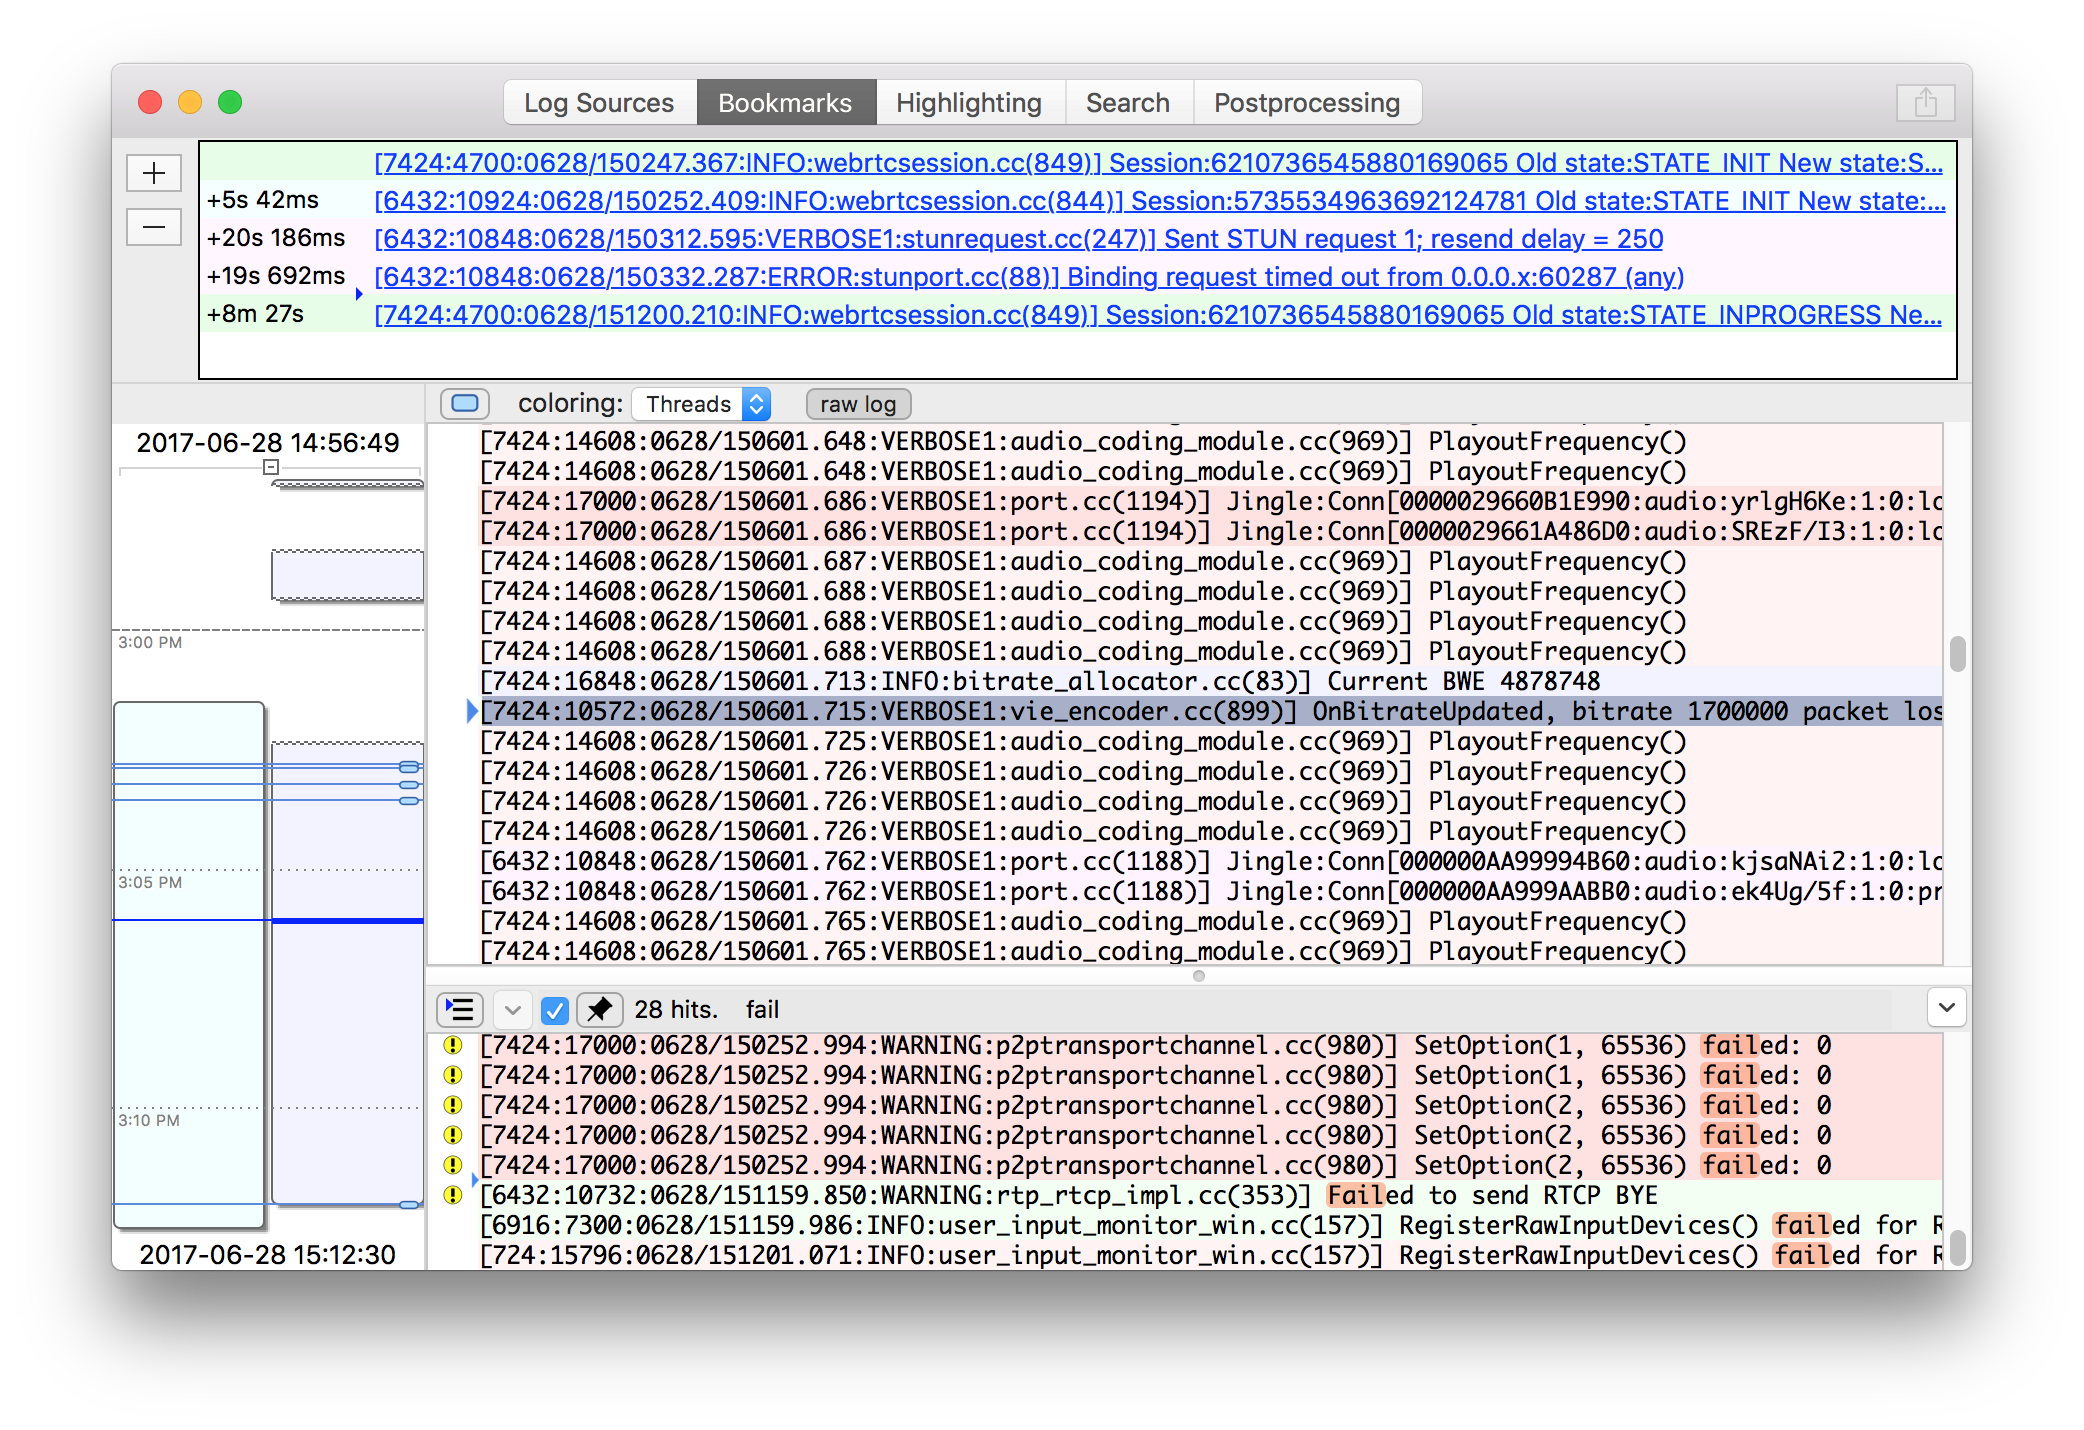 Log Sources Bookmarks Highlighting Search Postprocessing
[7424:4700:0628/150247.367:INFO:webrtcsession.cc(849)] Session:6210736545880169065 Old state:STATE_INIT New state:S...
+5s 42ms [6432:10924:0628/150252.409:INFO:webrtcsession.cc(844)] Session:5735534963692124781 Old state:STATE_INIT New state:...
+20s 186ms [6432:10848:0628/150312.595:VERBOSE1:stunrequest.cc(247)] Sent STUN request 1; resend delay = 250
+19s 692ms [6432:10848:0628/150332.287:ERROR:stunport.cc(88)] Binding request timed out from 0.0.0.x:60287 (any)
+8m 27s [7424:4700:0628/151200.210:INFO:webrtcsession.cc(849)] Session:6210736545880169065 Old state:STATE_INPROGRESS Ne...
coloring: Threads raw log
2017-06-28 14:56:49
3:00 PM
3:05 PM
3:10 PM
2017-06-28 15:12:30
[7424:14608:0628/150601.648:VERBOSE1:audio_coding_module.cc(969)] PlayoutFrequency()
[7424:14608:0628/150601.648:VERBOSE1:audio_coding_module.cc(969)] PlayoutFrequency()
[7424:17000:0628/150601.686:VERBOSE1:port.cc(1194)] Jingle:Conn[0000029660B1E990:audio:yrlgH6Ke:1:0:lo
[7424:17000:0628/150601.686:VERBOSE1:port.cc(1194)] Jingle:Conn[0000029661A486D0:audio:SREzF/I3:1:0:lo
[7424:14608:0628/150601.687:VERBOSE1:audio_coding_module.cc(969)] PlayoutFrequency()
[7424:14608:0628/150601.688:VERBOSE1:audio_coding_module.cc(969)] PlayoutFrequency()
[7424:14608:0628/150601.688:VERBOSE1:audio_coding_module.cc(969)] PlayoutFrequency()
[7424:14608:0628/150601.688:VERBOSE1:audio_coding_module.cc(969)] PlayoutFrequency()
[7424:16848:0628/150601.713:INFO:bitrate_allocator.cc(83)] Current BWE 4878748
[7424:10572:0628/150601.715:VERBOSE1:vie_encoder.cc(899)] OnBitrateUpdated, bitrate 1700000 packet los
[7424:14608:0628/150601.725:VERBOSE1:audio_coding_module.cc(969)] PlayoutFrequency()
[7424:14608:0628/150601.726:VERBOSE1:audio_coding_module.cc(969)] PlayoutFrequency()
[7424:14608:0628/150601.726:VERBOSE1:audio_coding_module.cc(969)] PlayoutFrequency()
[7424:14608:0628/150601.726:VERBOSE1:audio_coding_module.cc(969)] PlayoutFrequency()
[6432:10848:0628/150601.762:VERBOSE1:port.cc(1188)] Jingle:Conn[000000AA99994B60:audio:kjsaNAi2:1:0:lo
[6432:10848:0628/150601.762:VERBOSE1:port.cc(1188)] Jingle:Conn[000000AA999AABB0:audio:ek4Ug/5f:1:0:pr
[7424:14608:0628/150601.765:VERBOSE1:audio_coding_module.cc(969)] PlayoutFrequency()
[7424:14608:0628/150601.765:VERBOSE1:audio_coding_module.cc(969)] PlayoutFrequency()
28 hits. fail
[7424:17000:0628/150252.994:WARNING:p2ptransportchannel.cc(980)] SetOption(1, 65536) failed: 0
[7424:17000:0628/150252.994:WARNING:p2ptransportchannel.cc(980)] SetOption(1, 65536) failed: 0
[7424:17000:0628/150252.994:WARNING:p2ptransportchannel.cc(980)] SetOption(2, 65536) failed: 0
[7424:17000:0628/150252.994:WARNING:p2ptransportchannel.cc(980)] SetOption(2, 65536) failed: 0
[7424:17000:0628/150252.994:WARNING:p2ptransportchannel.cc(980)] SetOption(2, 65536) failed: 0
[6432:10732:0628/151159.850:WARNING:rtp_rtcp_impl.cc(353)] Failed to send RTCP BYE
[6916:7300:0628/151159.986:INFO:user_input_monitor_win.cc(157)] RegisterRawInputDevices() failed for R
[724:15796:0628/151201.071:INFO:user_input_monitor_win.cc(157)] RegisterRawInputDevices() failed for R